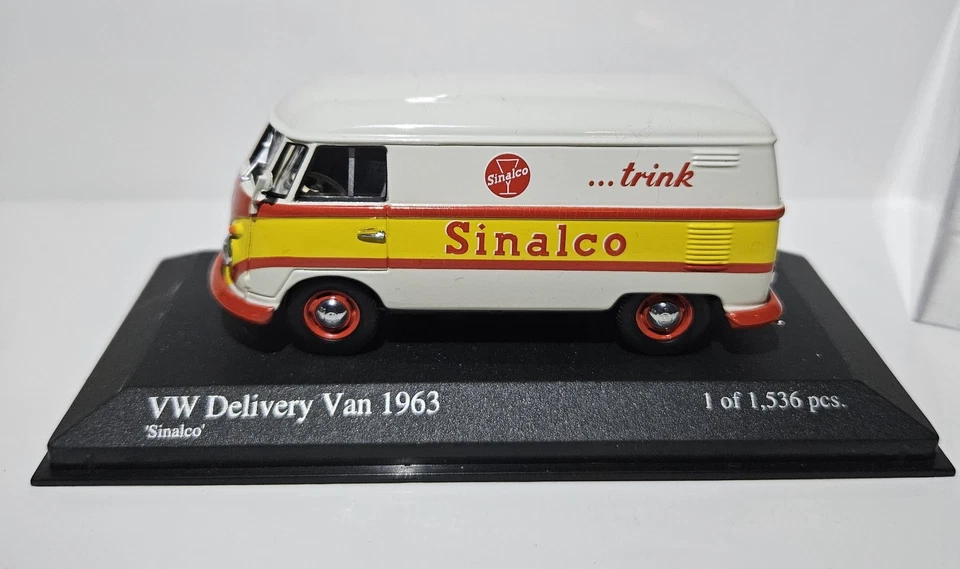 Sinalco
...trink
Sinalco
VW Delivery Van 1963
'Sinalco'
1 of 1,536 pcs.